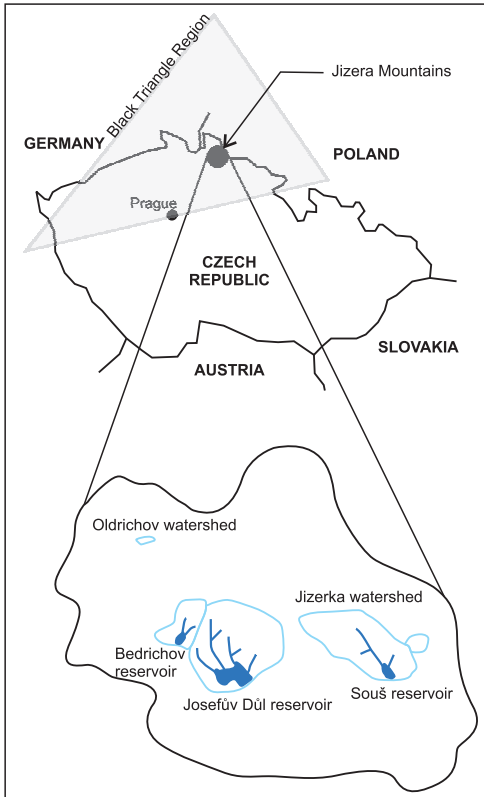 Black Triangle Region
Jizera Mountains
GERMANY
POLAND
Prague
CZECH
REPUBLIC
SLOVAKIA
AUSTRIA
Oldrichov watershed
Jizerka watershed
Bedrichov
reservoir
Souš reservoir
Josefův Důl reservoir